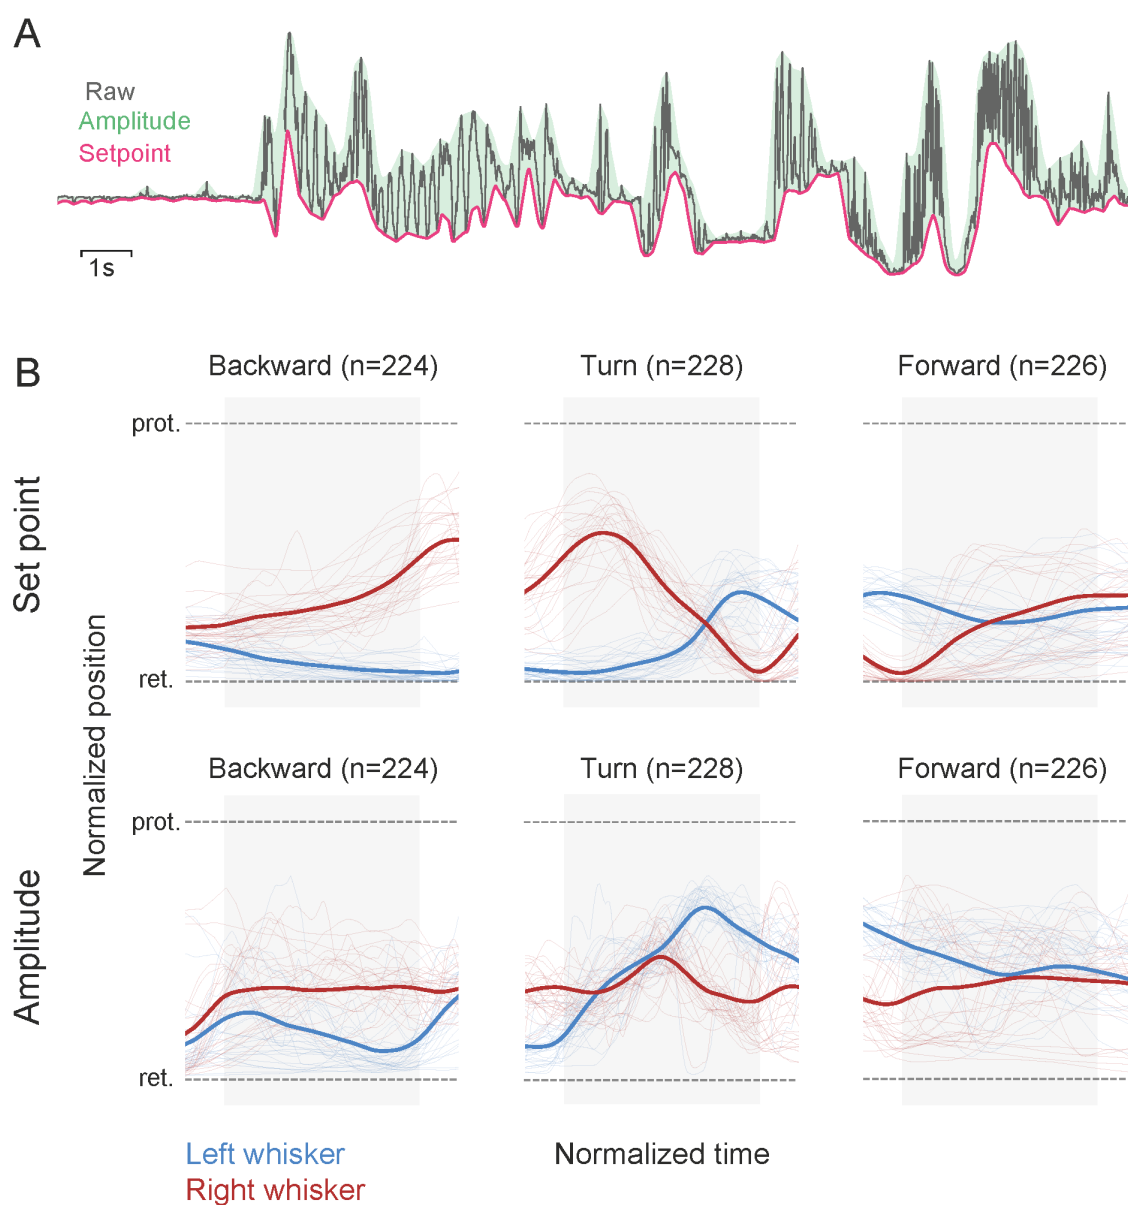 A
Raw
Amplitude
Setpoint
1s
B
Backward (n=224)
Turn (n=228)
Forward (n=226)
prot.
Set point
ret.
Normalized position
Backward (n=224)
Turn (n=228)
Forward (n=226)
prot.
Amplitude
ret.
Left whisker
Normalized time
Right whisker